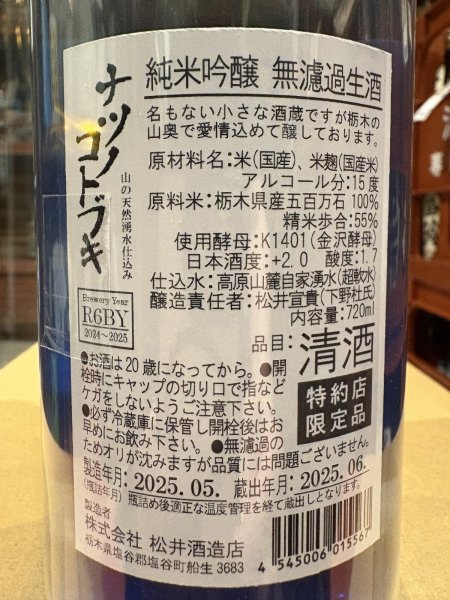 ナツノコトブキ
山の天然湧水仕込み
純米吟醸 無濾過生酒
名もない小さな酒蔵ですが栃木の
山奥で愛情込めて醸しております。
原材料名:米(国産)、米麹(国産米)
アルコール分:15度
原料米:栃木県産五百万石 100%
精米歩合:55%
使用酵母:K1401(金沢酵母)
日本酒度:+2.0 酸度:1.7
仕込水:高原山麓自家湧水(超軟水)
醸造責任者:松井宣貴(下野杜氏)
内容量:720ml
Brewery Year
R6BY
2024~2025
品目:清酒
特約店
限定品
●お酒は20歳になってから。●開
栓時にキャップの切り口で指など
ケガをしないようご注意下さい。
●必ず冷蔵庫に保管し開栓後はお
早めにお飲み下さい。●無濾過の
ためオリが沈みますが品質には問題ございません。
製造年月:2025.05. 蔵出年月:2025.06.
(瓶詰年月) 瓶詰め後適正な温度管理を経て蔵出しとなります。
製造者
株式会社 松井酒造店
栃木県塩谷郡塩谷町船生3683
4 545006 015567